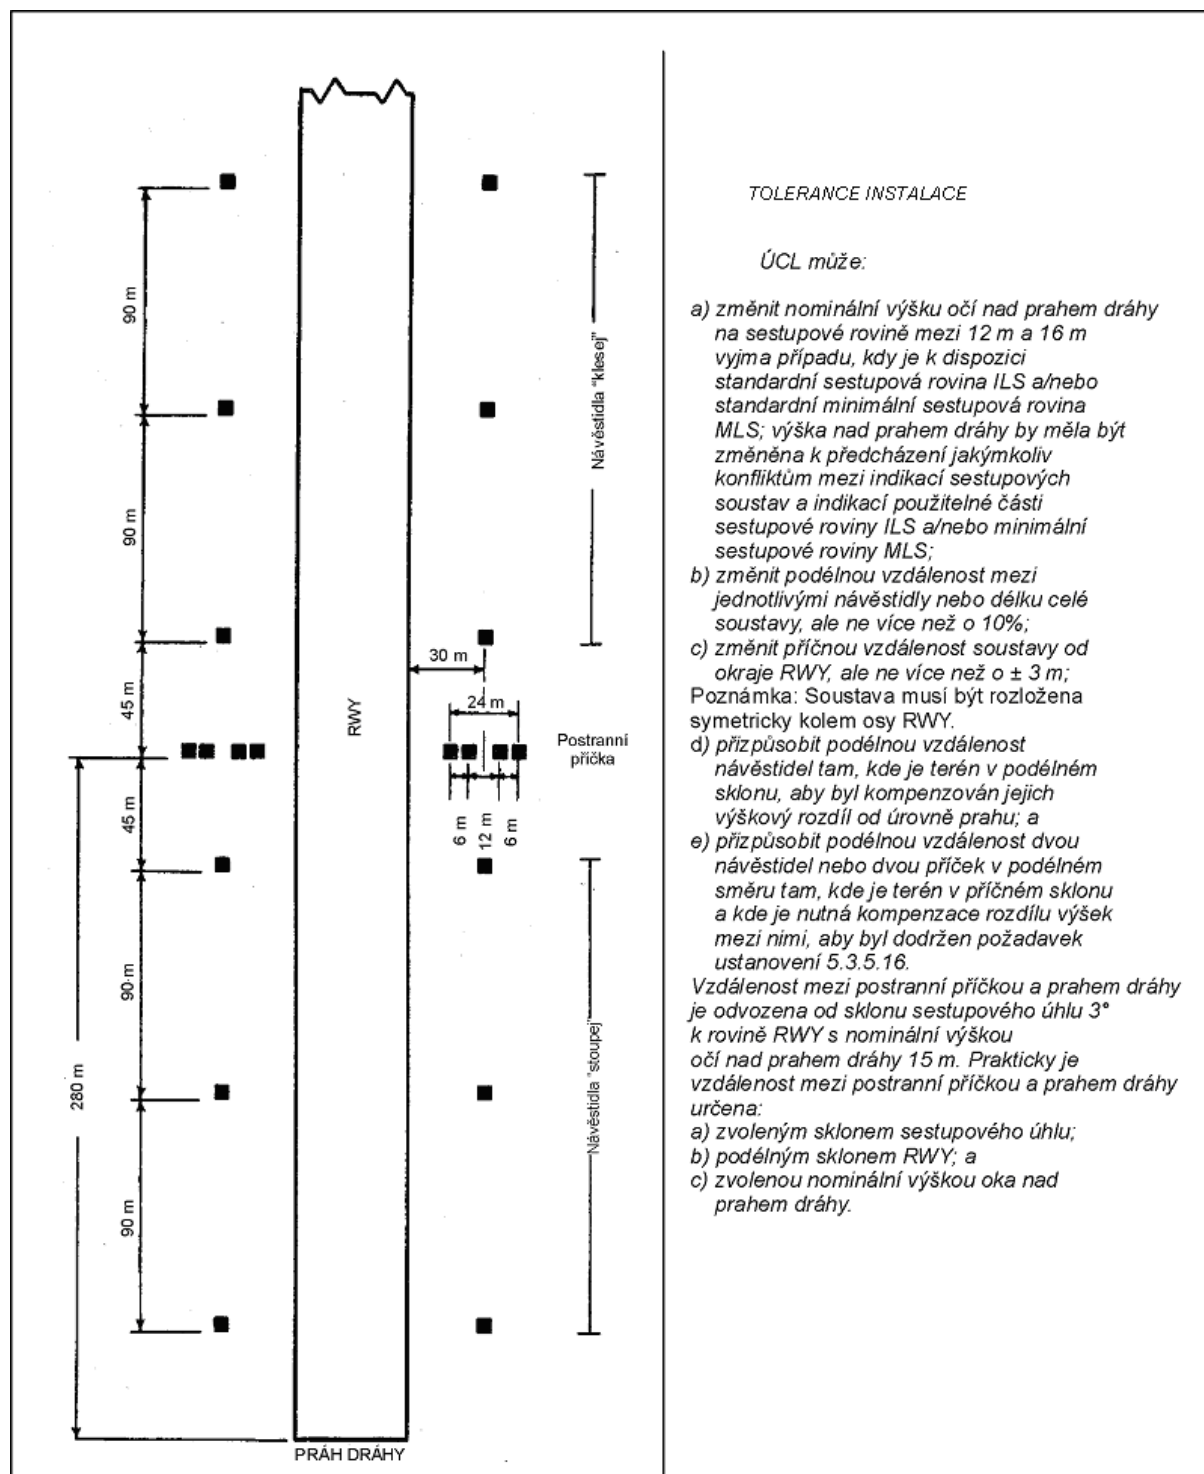 90 m
90 m
45 m
45 m
90 m
90 m
280 m
RWY
PRÁH DRÁHY
30 m
24 m
6 m
12 m
6 m
Návěstidla "klesej"
Postranní
příčka
Návěstidla "stoupej"
TOLERANCE INSTALACE
ÚCL může:
a) změnit nominální výšku očí nad prahem dráhy
na sestupové rovině mezi 12 m a 16 m
vyjma případu, kdy je k dispozici
standardní sestupová rovina ILS a/nebo
standardní minimální sestupová rovina
MLS; výška nad prahem dráhy by měla být
změněna k předcházení jakýmkoliv
konfliktům mezi indikací sestupových
soustav a indikací použitelné části
sestupové roviny ILS a/nebo minimální
sestupové roviny MLS;
b) změnit podélnou vzdálenost mezi
jednotlivými návěstidly nebo délku celé
soustavy, ale ne více než o 10%;
c) změnit příčnou vzdálenost soustavy od
okraje RWY, ale ne více než o ± 3 m;
Poznámka: Soustava musí být rozložena
symetricky kolem osy RWY.
d) přizpůsobit podélnou vzdálenost
návěstidel tam, kde je terén v podélném
sklonu, aby byl kompenzován jejich
výškový rozdíl od úrovně prahu; a
e) přizpůsobit podélnou vzdálenost dvou
návěstidel nebo dvou příček v podélném
směru tam, kde je terén v příčném sklonu
a kde je nutná kompenzace rozdílu výšek
mezi nimi, aby byl dodržen požadavek
ustanovení 5.3.5.16.
Vzdálenost mezi postranní příčkou a prahem dráhy
je odvozena od sklonu sestupového úhlu 3°
k rovině RWY s nominální výškou
očí nad prahem dráhy 15 m. Prakticky je
vzdálenost mezi postranní příčkou a prahem dráhy
určena:
a) zvoleným sklonem sestupového úhlu;
b) podélným sklonem RWY; a
c) zvolenou nominální výškou oka nad
prahem dráhy.